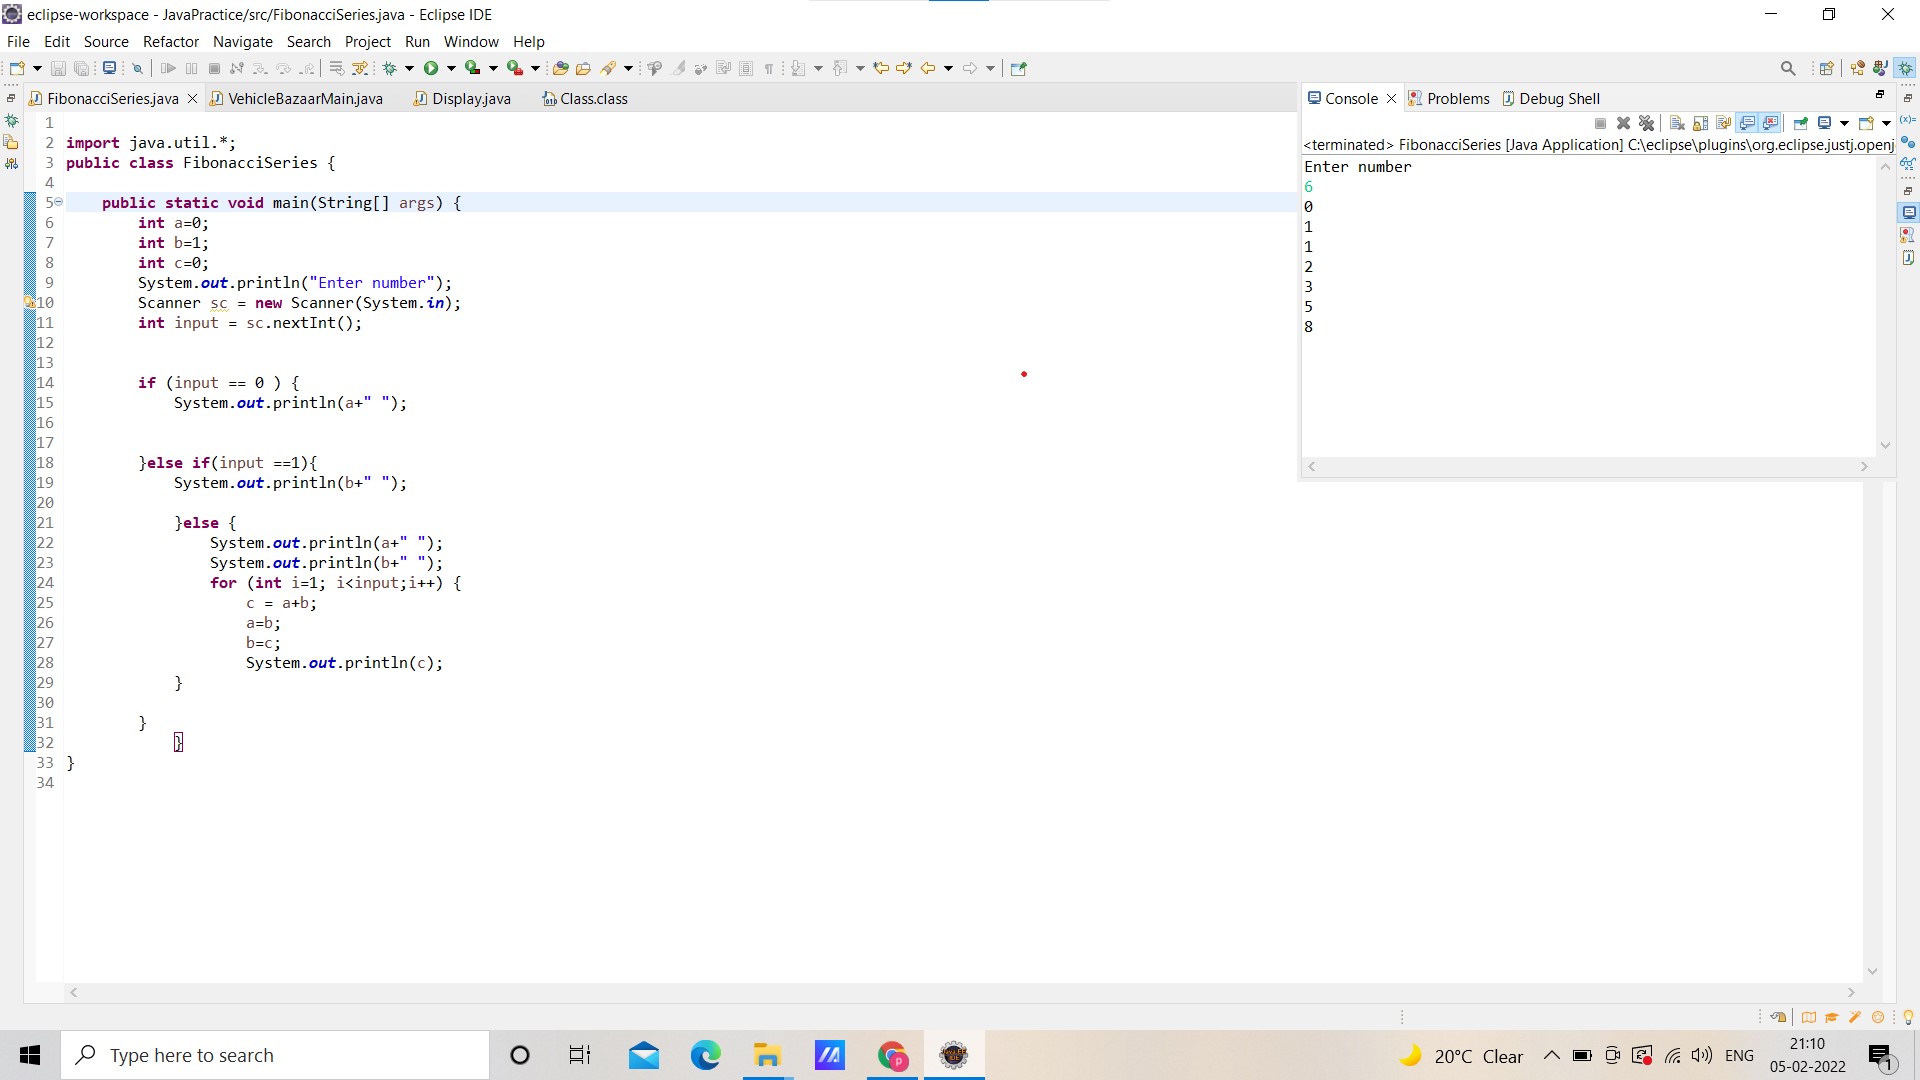 eclipse-workspace - JavaPractice/src/FibonacciSeries.java - Eclipse IDE
File Edit Source Refactor Navigate Search Project Run Window Help
FibonacciSeries.java VehicleBazaarMain.java Display.java Class.class
1
2 import java.util.*;
3 public class FibonacciSeries {
4
5 public static void main(String[] args) {
6 int a=0;
7 int b=1;
8 int c=0;
9 System.out.println("Enter number");
10 Scanner sc = new Scanner(System.in);
11 int input = sc.nextInt();
12
13
14 if (input == 0 ) {
15 System.out.println(a+" ");
16
17
18 }else if(input ==1){
19 System.out.println(b+" ");
20
21 }else {
22 System.out.println(a+" ");
23 System.out.println(b+" ");
24 for (int i=1; i<input;i++) {
25 c = a+b;
26 a=b;
27 b=c;
28 System.out.println(c);
29 }
30
31 }
32 }
33 }
34
Console Problems Debug Shell
<terminated> FibonacciSeries [Java Application] C:\eclipse\plugins\org.eclipse.justj.openj
Enter number
6
0
1
1
2
3
5
8
Type here to search
20°C Clear
ENG
21:10
05-02-2022
1